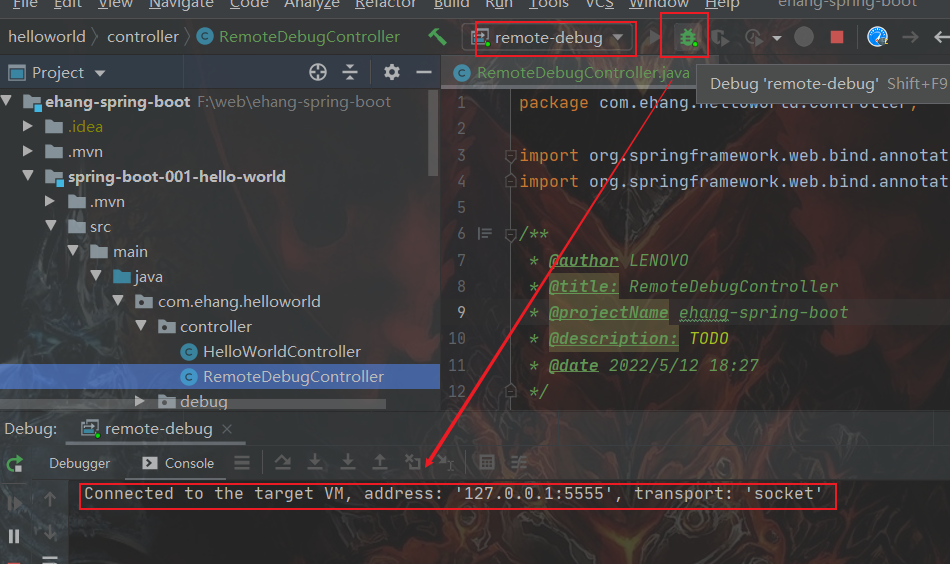 File Edit View Navigate Code Analyze Refactor Build Run Tools VCS Window Help ehang-spring-boot
helloworld controller RemoteDebugController remote-debug
Project
RemoteDebugController.java
Debug 'remote-debug' Shift+F9
ehang-spring-boot F:\web\ehang-spring-boot
.idea
.mvn
spring-boot-001-hello-world
.mvn
src
main
java
com.ehang.helloworld
controller
HelloWorldController
RemoteDebugController
debug
1 package com.ehang.helloworld.controller;
2
3 import org.springframework.web.bind.annotat
4 import org.springframework.web.bind.annotat
5
6 /**
7 * @author LENOVO
8 * @title: RemoteDebugController
9 * @projectName ehang-spring-boot
10 * @description: TODO
11 * @date 2022/5/12 18:27
12 */
Debug: remote-debug
Debugger Console
Connected to the target VM, address: '127.0.0.1:5555', transport: 'socket'